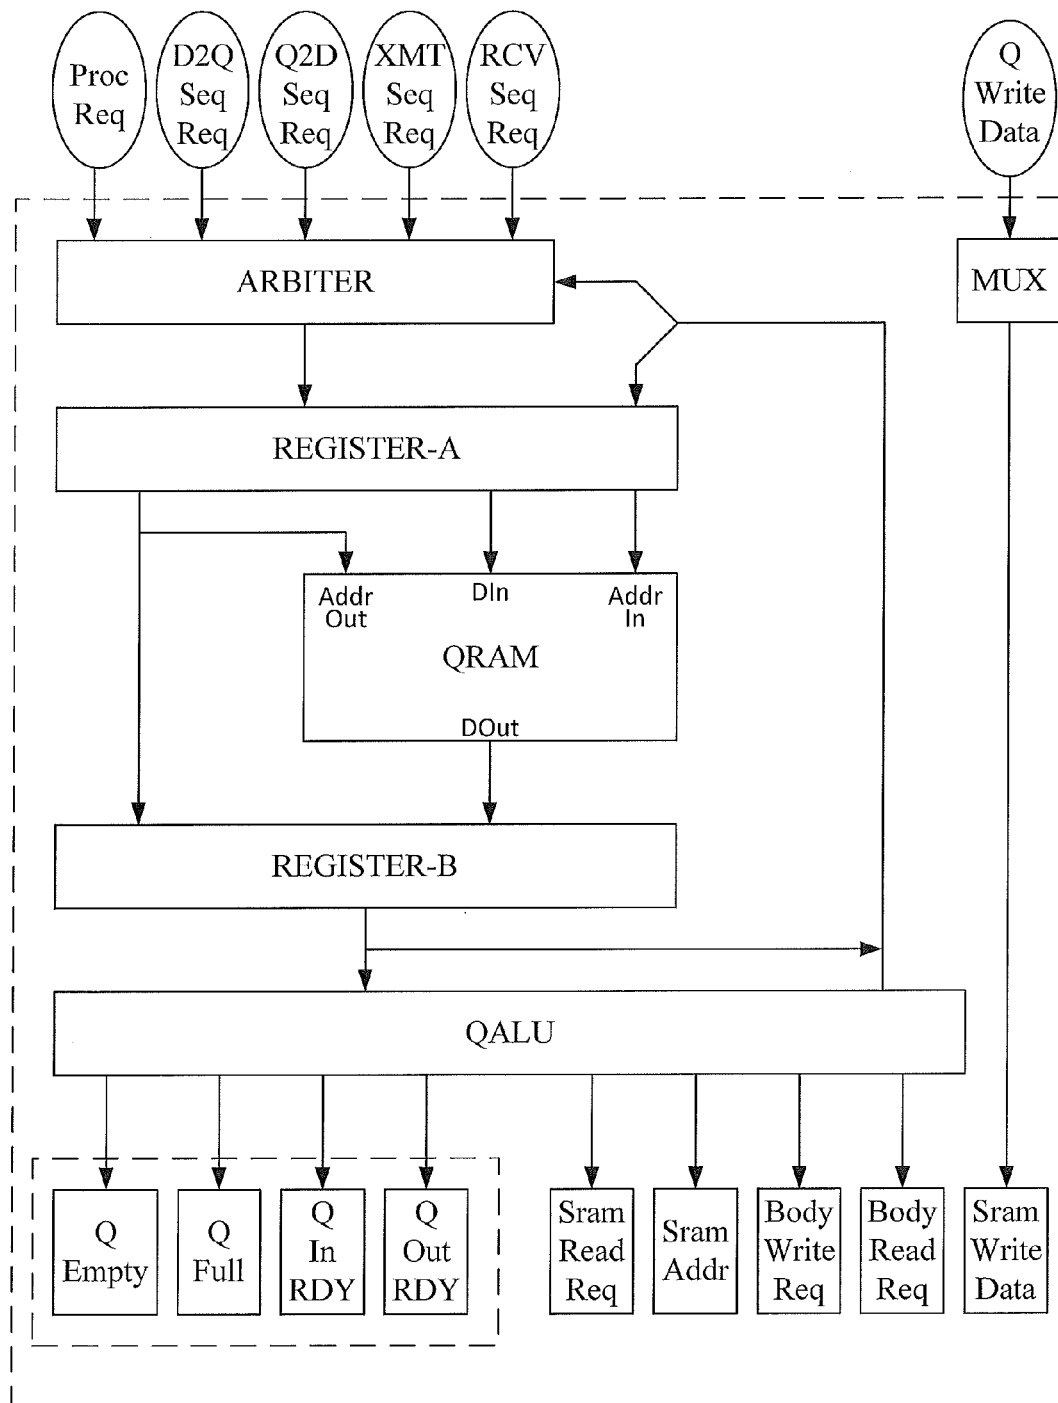 Proc
Req
D2Q
Seq
Req
Q2D
Seq
Req
XMT
Seq
Req
RCV
Seq
Req
Q
Write
Data
ARBITER
MUX
REGISTER-A
Addr
Out
DIn
Addr
In
QRAM
DOut
REGISTER-B
QALU
Q
Empty
Q
Full
Q
In
RDY
Q
Out
RDY
Sram
Read
Req
Sram
Addr
Body
Write
Req
Body
Read
Req
Sram
Write
Data